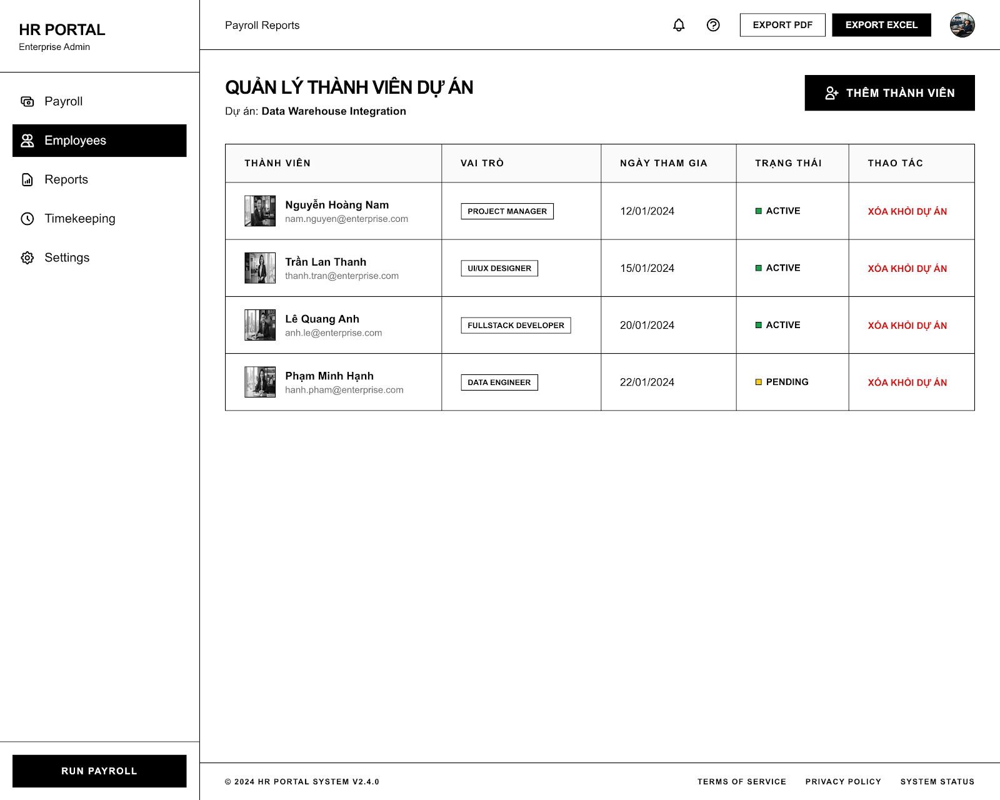 HR PORTAL
Enterprise Admin
Payroll
Employees
Reports
Timekeeping
Settings
RUN PAYROLL
Payroll Reports
EXPORT PDF
EXPORT EXCEL
QUẢN LÝ THÀNH VIÊN DỰ ÁN
Dự án: Data Warehouse Integration
THÊM THÀNH VIÊN
THÀNH VIÊN VAI TRÒ NGÀY THAM GIA TRẠNG THÁI THAO TÁC
Nguyễn Hoàng Nam
nam.nguyen@enterprise.com
PROJECT MANAGER
12/01/2024
ACTIVE
XÓA KHỎI DỰ ÁN
Trần Lan Thanh
thanh.tran@enterprise.com
UI/UX DESIGNER
15/01/2024
ACTIVE
XÓA KHỎI DỰ ÁN
Lê Quang Anh
anh.le@enterprise.com
FULLSTACK DEVELOPER
20/01/2024
ACTIVE
XÓA KHỎI DỰ ÁN
Phạm Minh Hạnh
hanh.pham@enterprise.com
DATA ENGINEER
22/01/2024
PENDING
XÓA KHỎI DỰ ÁN
© 2024 HR PORTAL SYSTEM V2.4.0
TERMS OF SERVICE
PRIVACY POLICY
SYSTEM STATUS